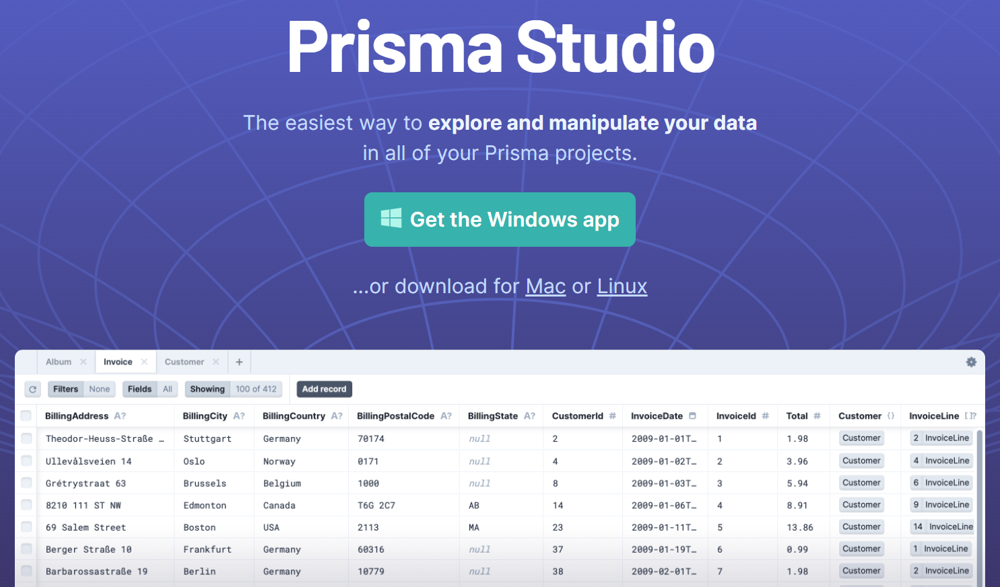 Prisma Studio
The easiest way to explore and manipulate your data
in all of your Prisma projects.
Get the Windows app
...or download for Mac or Linux
Album Invoice Customer +
Filters None Fields All Showing 100 of 412 Add record
BillingAddress A? BillingCity A? BillingCountry A? BillingPostalCode A? BillingState A? CustomerId # InvoiceDate InvoiceId # Total # Customer {} InvoiceLine []?
Theodor-Heuss-Straße … Stuttgart Germany 70174 null 2 2009-01-01T… 1 1.98 Customer 2 InvoiceLine
Ullevålsveien 14 Oslo Norway 0171 null 4 2009-01-02T… 2 3.96 Customer 4 InvoiceLine
Grétrystraat 63 Brussels Belgium 1000 null 8 2009-01-03T… 3 5.94 Customer 6 InvoiceLine
8210 111 ST NW Edmonton Canada T6G 2C7 AB 14 2009-01-06T… 4 8.91 Customer 9 InvoiceLine
69 Salem Street Boston USA 2113 MA 23 2009-01-11T… 5 13.86 Customer 14 InvoiceLine
Berger Straße 10 Frankfurt Germany 60316 null 37 2009-01-19T… 6 0.99 Customer 1 InvoiceLine
Barbarossastraße 19 Berlin Germany 10779 null 38 2009-02-01T… 7 1.98 Customer 2 InvoiceLine